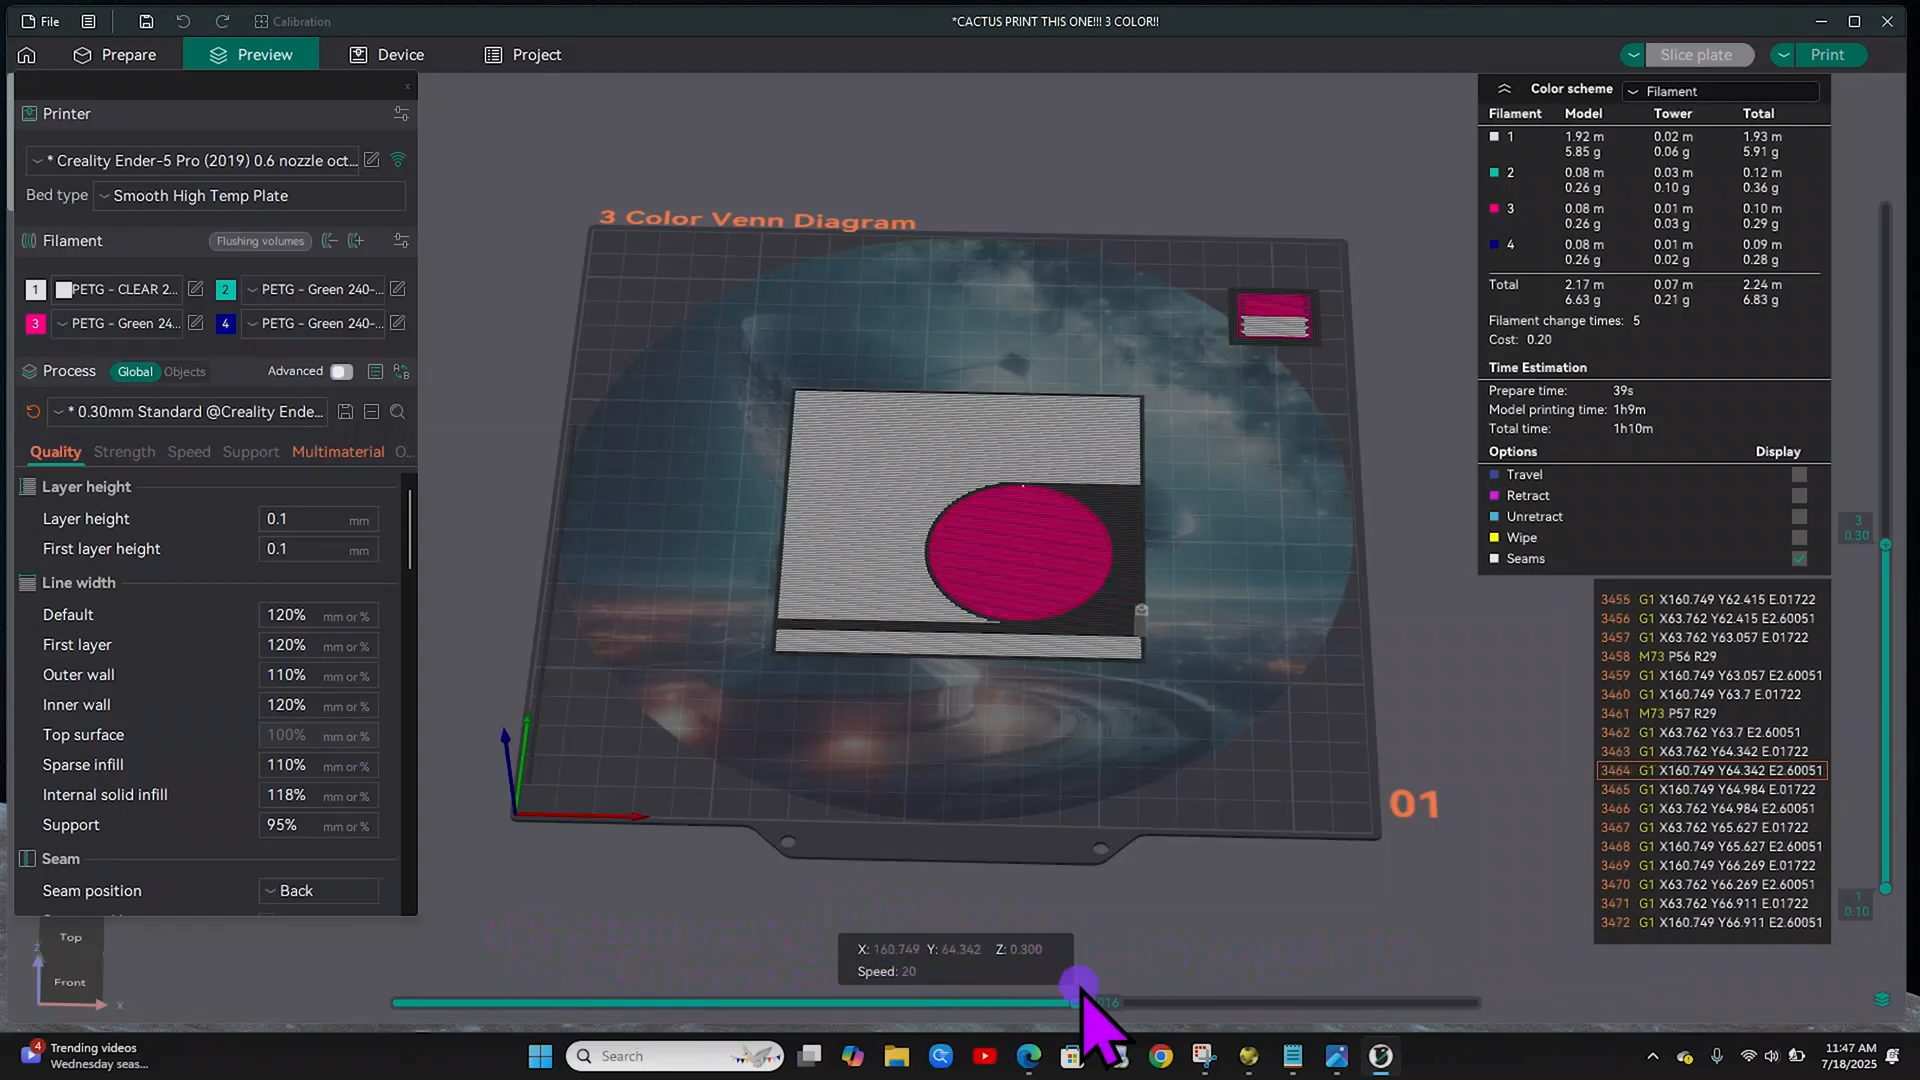 File
Calibration
*CACTUS PRINT THIS ONE!!! 3 COLOR!!
Prepare
Preview
Device
Project
Slice plate
Print
Printer
* Creality Ender-5 Pro (2019) 0.6 nozzle oct...
Bed type
Smooth High Temp Plate
Filament
Flushing volumes
1 PETG - CLEAR 2...
2 PETG - Green 240-...
3 PETG - Green 24...
4 PETG - Green 240-...
Process Global Objects Advanced
* 0.30mm Standard @Creality Ende...
Quality Strength Speed Support Multimaterial O...
Layer height
Layer height 0.1 mm
First layer height 0.1 mm
Line width
Default 120% mm or %
First layer 120% mm or %
Outer wall 110% mm or %
Inner wall 120% mm or %
Top surface 100% mm or %
Sparse infill 110% mm or %
Internal solid infill 118% mm or %
Support 95% mm or %
Seam
Seam position Back
Top
Front
z
x
3 Color Venn Diagram
01
Color scheme Filament
Filament Model Tower Total
1 1.92 m 0.02 m 1.93 m
5.85 g 0.06 g 5.91 g
2 0.08 m 0.03 m 0.12 m
0.26 g 0.10 g 0.36 g
3 0.08 m 0.01 m 0.10 m
0.26 g 0.03 g 0.29 g
4 0.08 m 0.01 m 0.09 m
0.26 g 0.02 g 0.28 g
Total 2.17 m 0.07 m 2.24 m
6.63 g 0.21 g 6.83 g
Filament change times: 5
Cost: 0.20
Time Estimation
Prepare time: 39s
Model printing time: 1h9m
Total time: 1h10m
Options Display
Travel
Retract
Unretract
Wipe
Seams
3
0.30
1
0.10
3455 G1 X160.749 Y62.415 E.01722
3456 G1 X63.762 Y62.415 E2.60051
3457 G1 X63.762 Y63.057 E.01722
3458 M73 P56 R29
3459 G1 X160.749 Y63.057 E2.60051
3460 G1 X160.749 Y63.7 E.01722
3461 M73 P57 R29
3462 G1 X63.762 Y63.7 E2.60051
3463 G1 X63.762 Y64.342 E.01722
3464 G1 X160.749 Y64.342 E2.60051
3465 G1 X160.749 Y64.984 E.01722
3466 G1 X63.762 Y64.984 E2.60051
3467 G1 X63.762 Y65.627 E.01722
3468 G1 X160.749 Y65.627 E2.60051
3469 G1 X160.749 Y66.269 E.01722
3470 G1 X63.762 Y66.269 E2.60051
3471 G1 X63.762 Y66.911 E.01722
3472 G1 X160.749 Y66.911 E2.60051
X: 160.749 Y: 64.342 Z: 0.300
Speed: 20
4
Trending videos
Wednesday seas...
Search
11:47 AM
7/18/2025